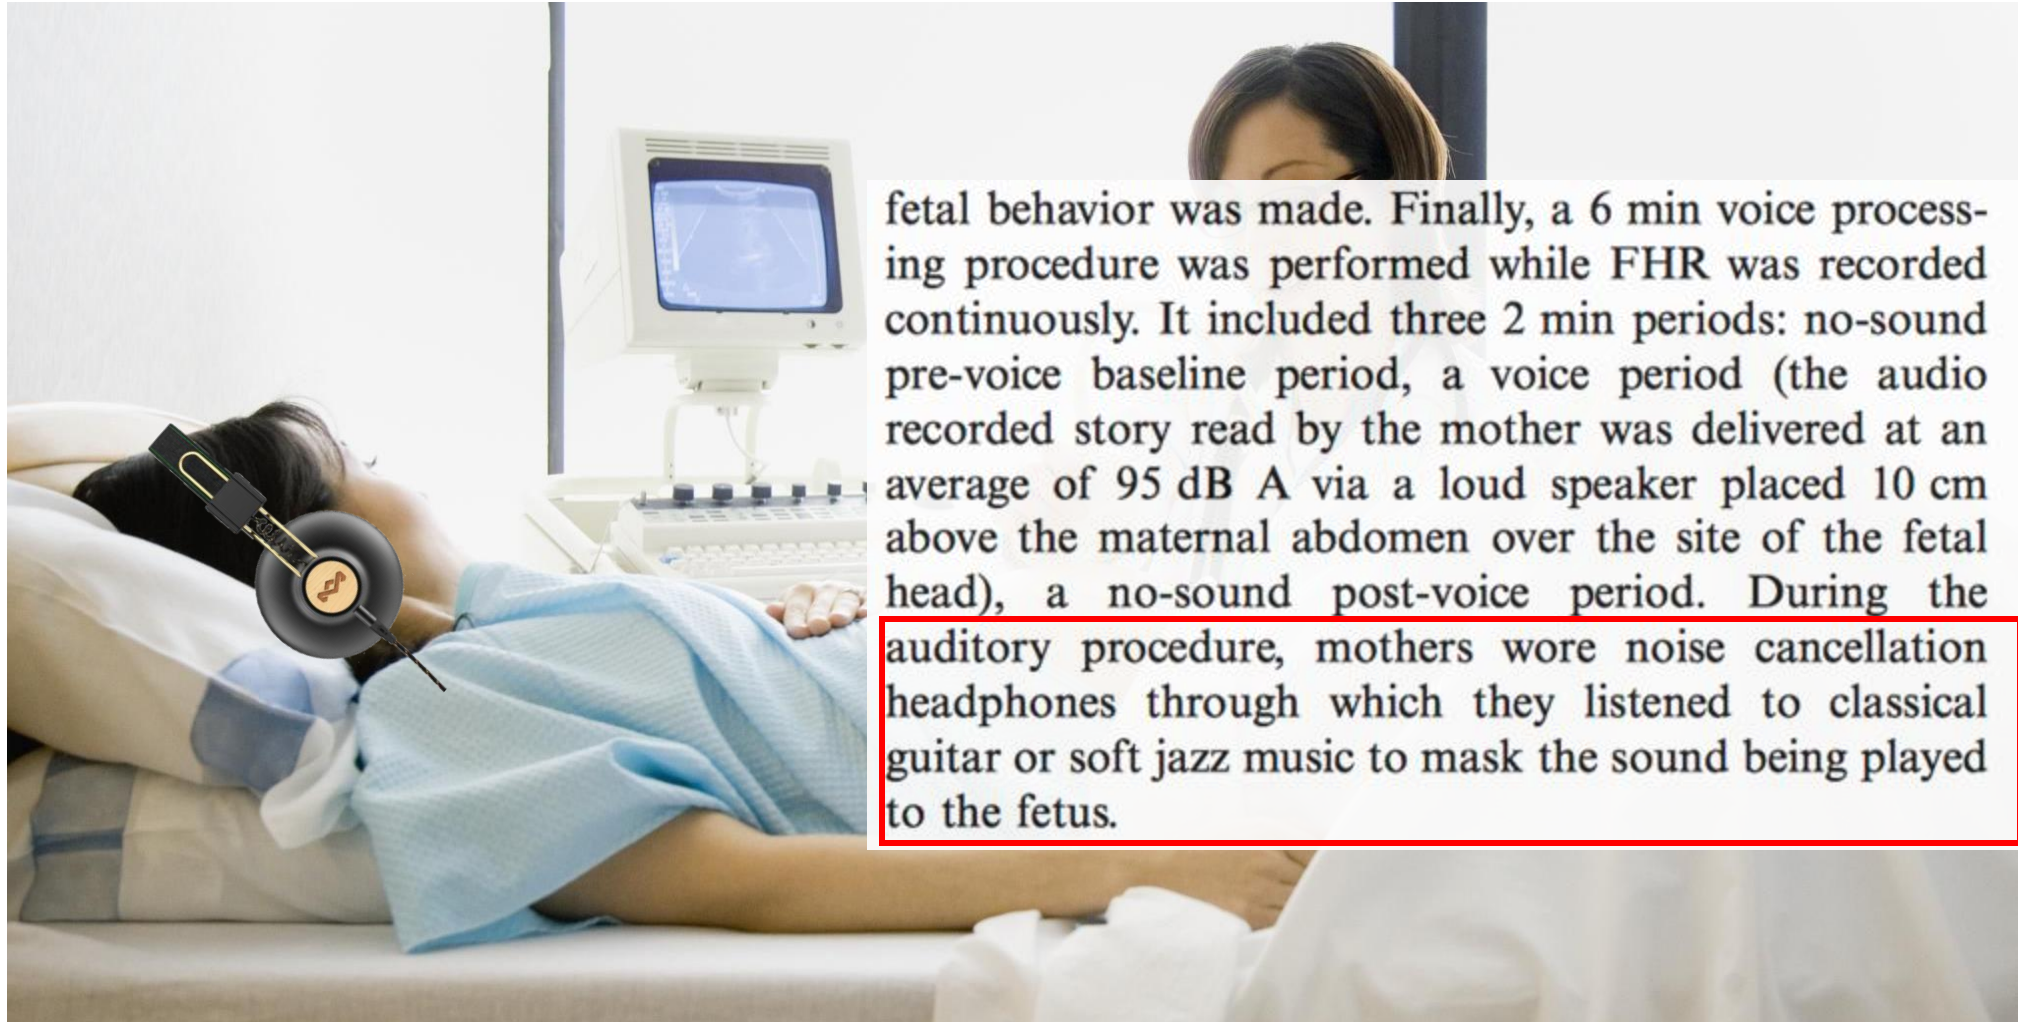 fetal behavior was made. Finally, a 6 min voice process-
ing procedure was performed while FHR was recorded
continuously. It included three 2 min periods: no-sound
pre-voice baseline period, a voice period (the audio
recorded story read by the mother was delivered at an
average of 95 dB A via a loud speaker placed 10 cm
above the maternal abdomen over the site of the fetal
head), a no-sound post-voice period. During the
auditory procedure, mothers wore noise cancellation
headphones through which they listened to classical
guitar or soft jazz music to mask the sound being played
to the fetus.